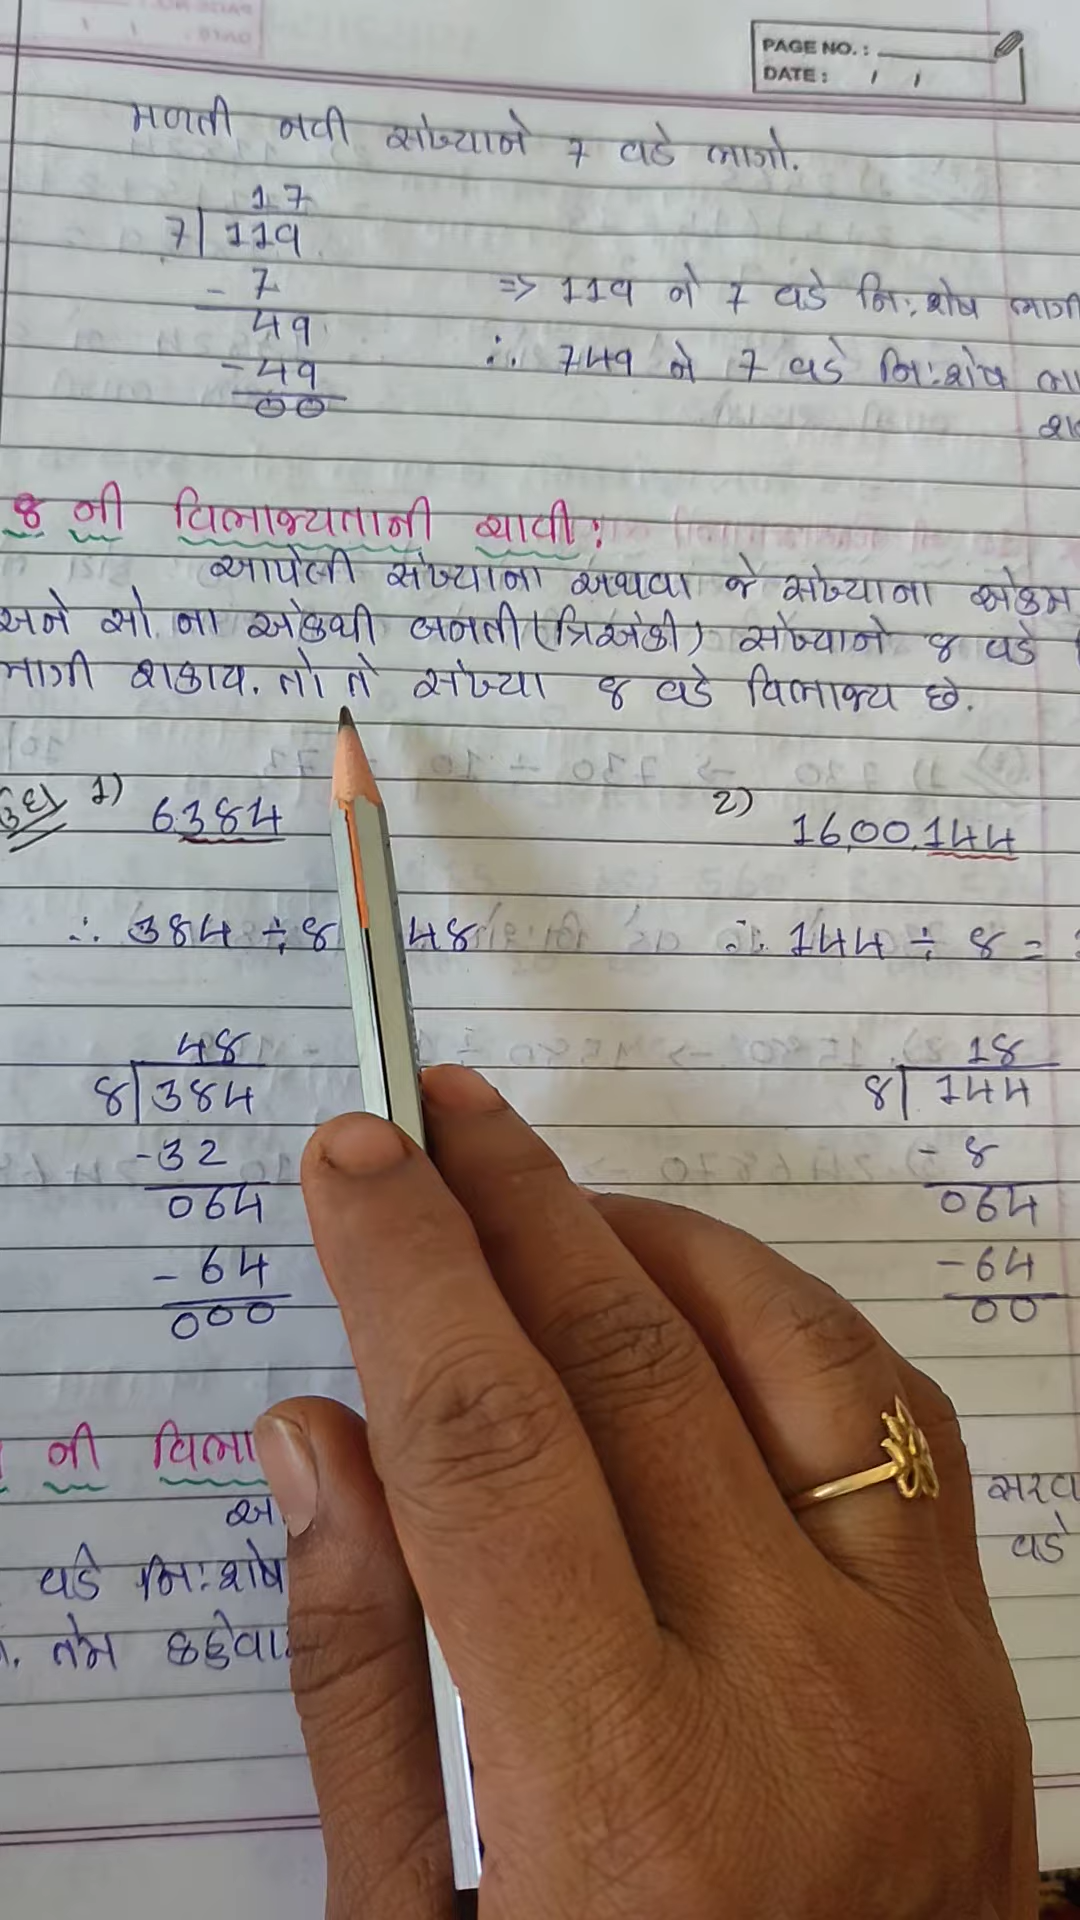 PAGE NO.:
DATE: / /
મળતી નવી સંખ્યાને 7 વડે ભાગો.
17
7 119
- 7
49
- 49
00
=> 119 ને 7 વડે નિ:શેષ ભાગી
∴ 749 ને 7 વડે નિ:શેષ ભા
8 ની વિભાજ્યતાની ચાવી:
આપેલી સંખ્યાના અથવા જે સંખ્યાના એકમ
અને સો ના અંકથી બનતી (ત્રિઅંકી) સંખ્યાને 8 વડે
ભાગી શકાય. તો તે સંખ્યા 8 વડે વિભાજ્ય છે.
ઉદા 1) 6384
2) 16,00,144
∴ 384 ÷ 8 48
∴ 144 ÷ 8 =
48
8 384
-32
064
- 64
000
18
8 144
- 8
064
-64
00
ની વિભા
સરવા
વડે નિ:શેષ
વડે
તેમ કહેવા